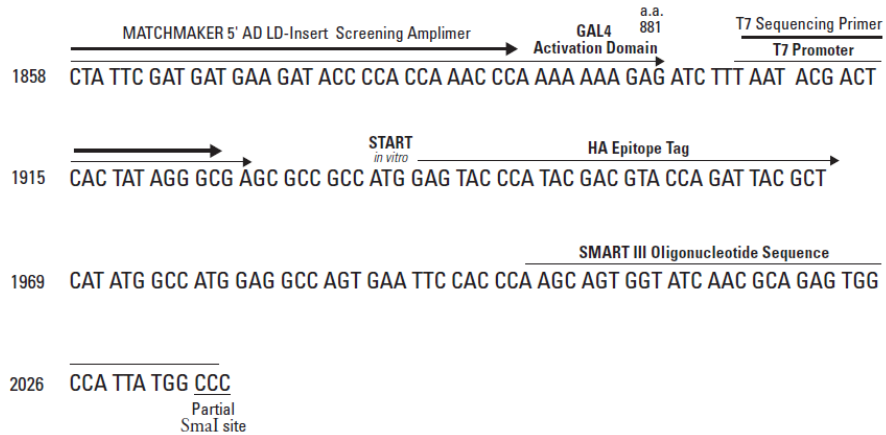 MATCHMAKER 5' AD LD-Insert Screening Amplimer
GAL4
Activation Domain
a.a.
881
T7 Sequencing Primer
T7 Promoter
1858 CTA TTC GAT GAT GAA GAT ACC CCA CCA AAC CCA AAA AAA GAG ATC TTT AAT ACG ACT
START
in vitro
HA Epitope Tag
1915 CAC TAT AGG GCG AGC GCC GCC ATG GAG TAC CCA TAC GAC GTA CCA GAT TAC GCT
1969 CAT ATG GCC ATG GAG GCC AGT GAA TTC CAC CCA AGC AGT GGT ATC AAC GCA GAG TGG
SMART III Oligonucleotide Sequence
2026 CCA TTA TGG CCC
Partial
SmaI site